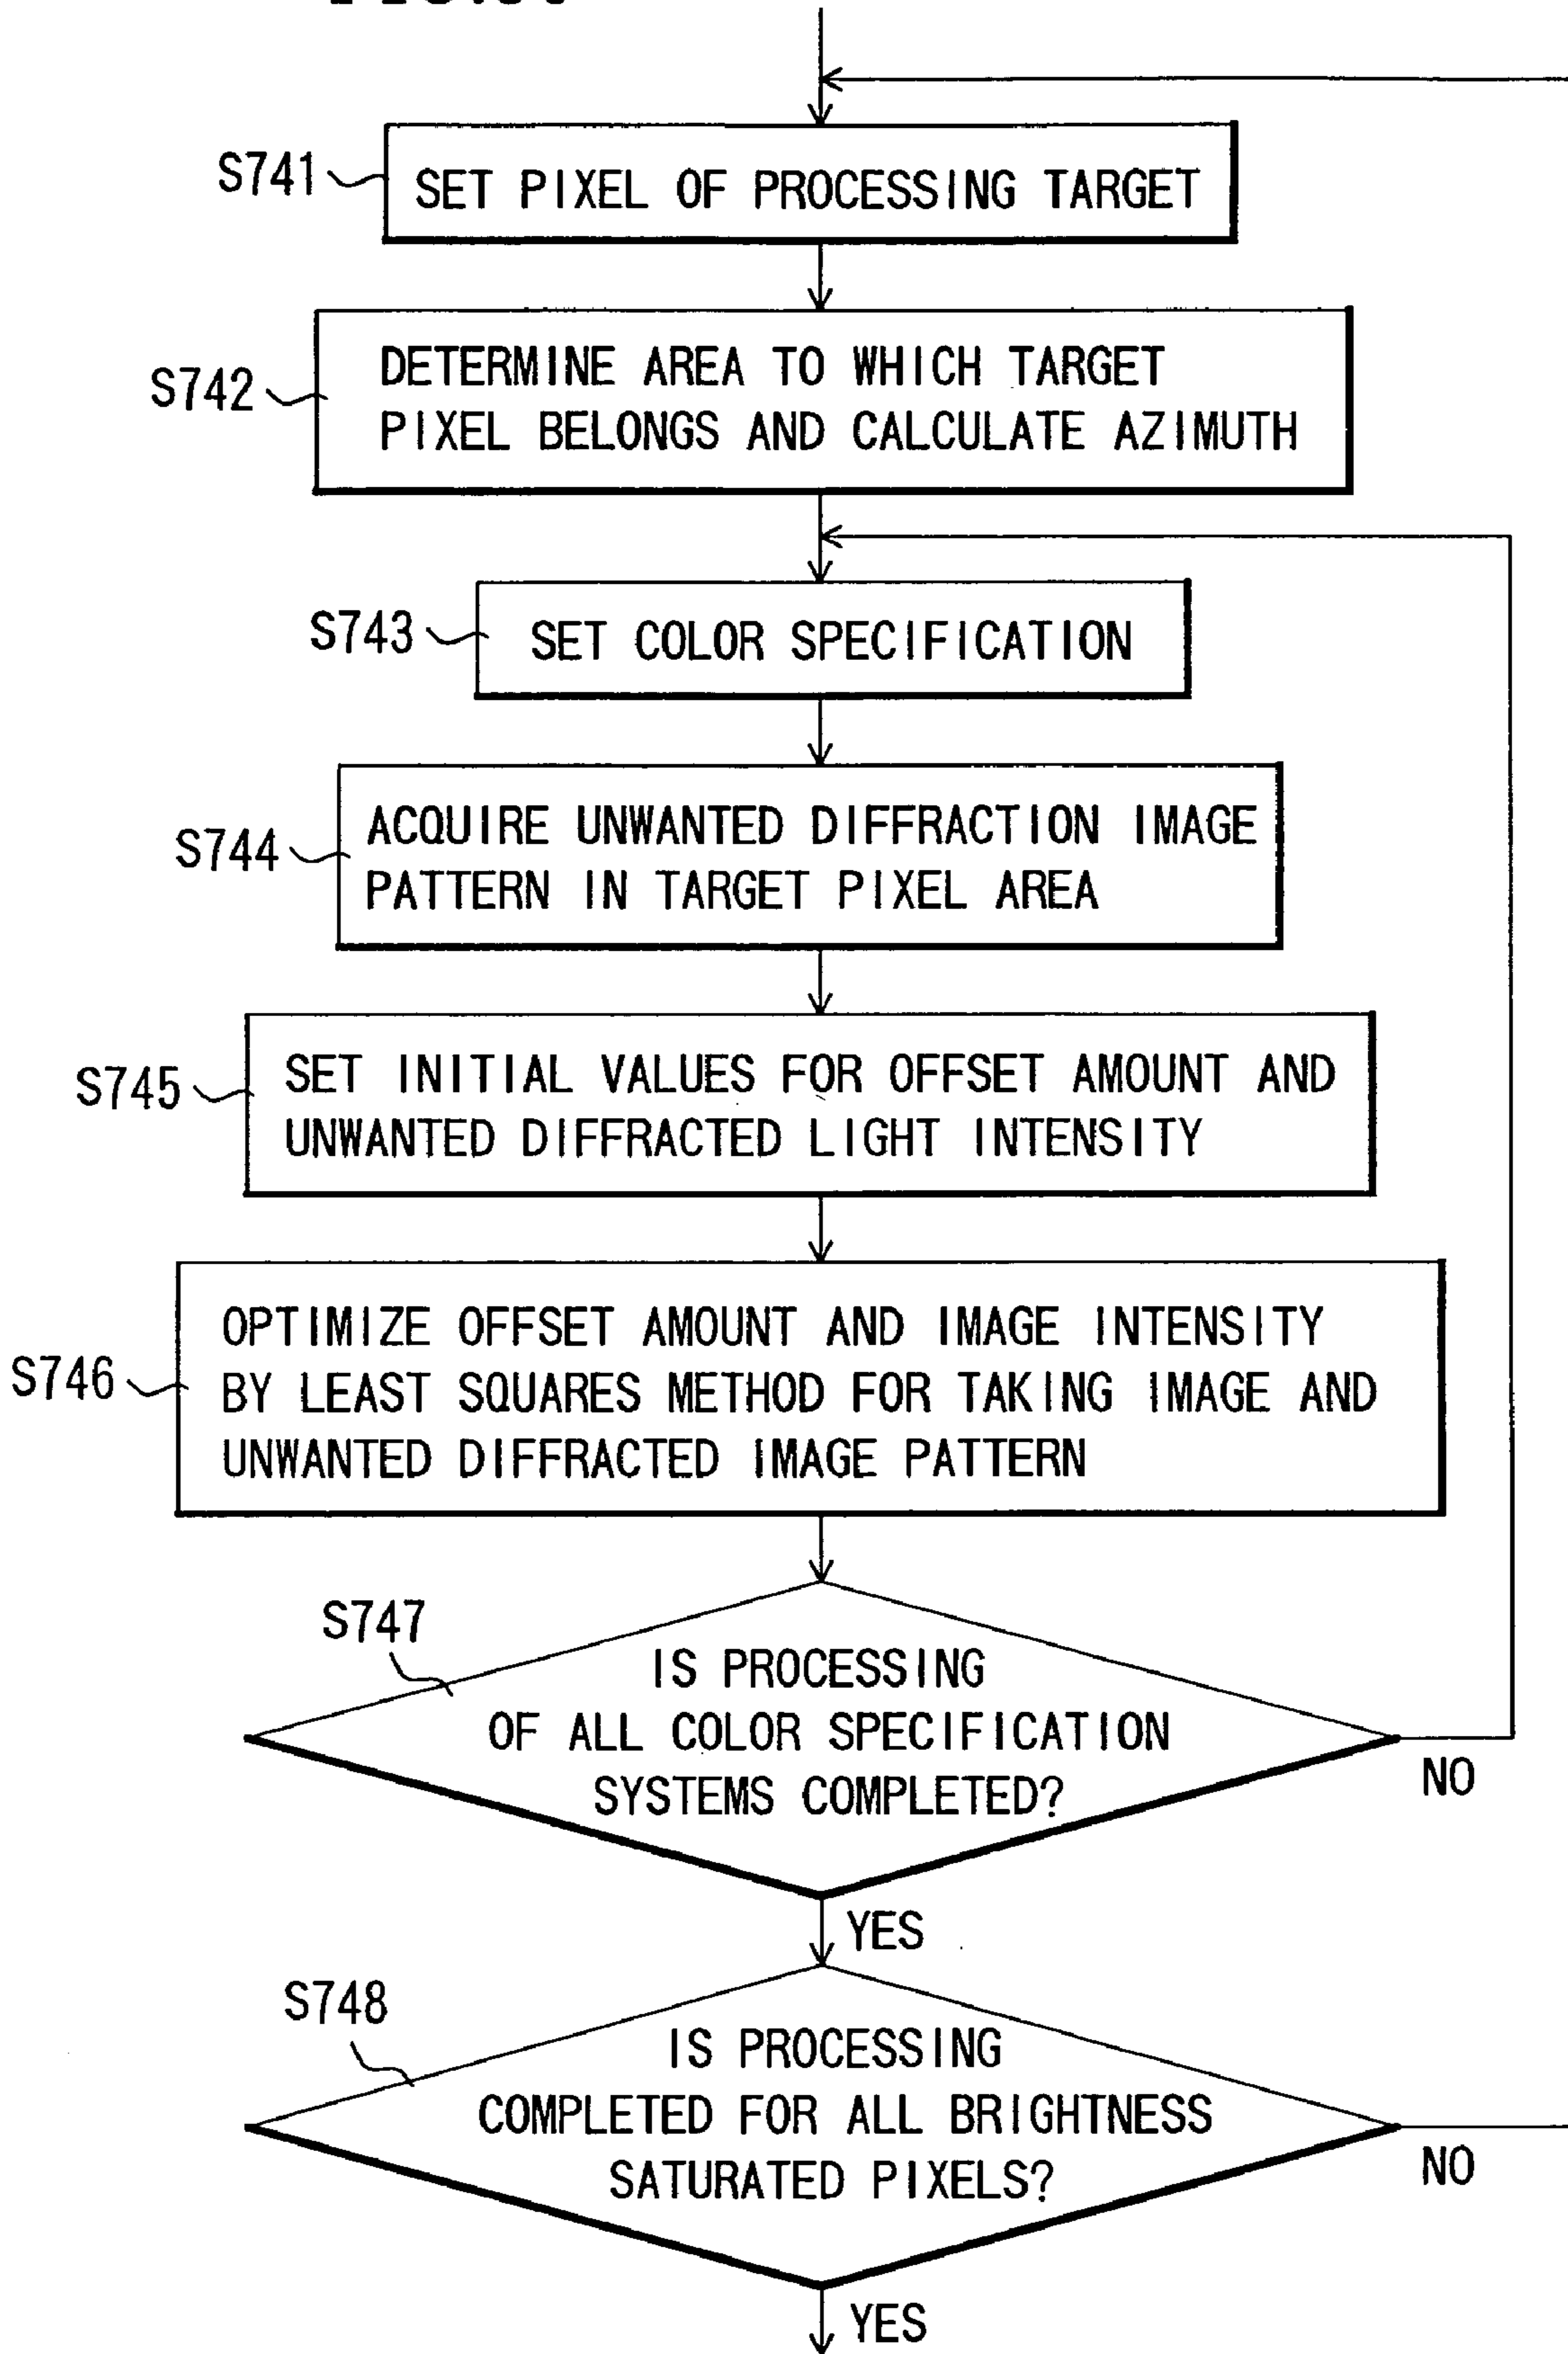 S741
SET PIXEL OF PROCESSING TARGET
S742
DETERMINE AREA TO WHICH TARGET
PIXEL BELONGS AND CALCULATE AZIMUTH
S743
SET COLOR SPECIFICATION
S744
ACQUIRE UNWANTED DIFFRACTION IMAGE
PATTERN IN TARGET PIXEL AREA
S745
SET INITIAL VALUES FOR OFFSET AMOUNT AND
UNWANTED DIFFRACTED LIGHT INTENSITY
S746
OPTIMIZE OFFSET AMOUNT AND IMAGE INTENSITY
BY LEAST SQUARES METHOD FOR TAKING IMAGE AND
UNWANTED DIFFRACTED IMAGE PATTERN
S747
IS PROCESSING
OF ALL COLOR SPECIFICATION
SYSTEMS COMPLETED?
NO
YES
S748
IS PROCESSING
COMPLETED FOR ALL BRIGHTNESS
SATURATED PIXELS?
NO
YES